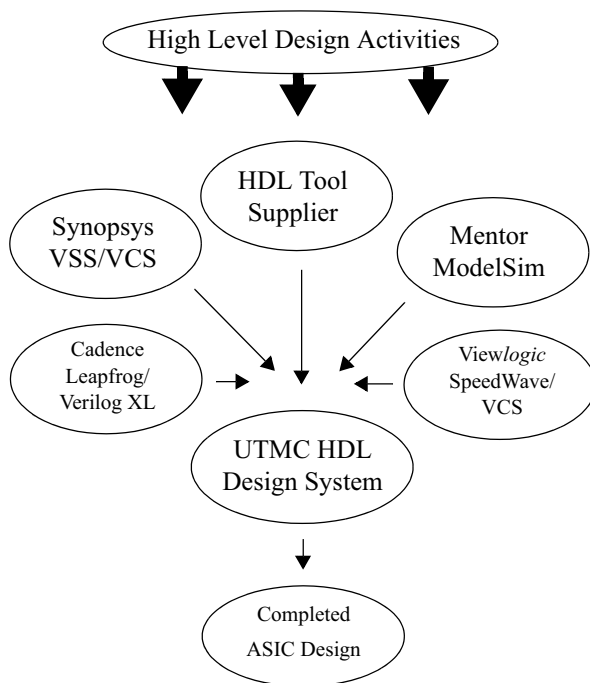 High Level Design Activities
HDL Tool
Supplier
Synopsys
VSS/VCS
Mentor
ModelSim
Cadence
Leapfrog/
Verilog XL
Viewlogic
SpeedWave/
VCS
UTMC HDL
Design System
Completed
ASIC Design